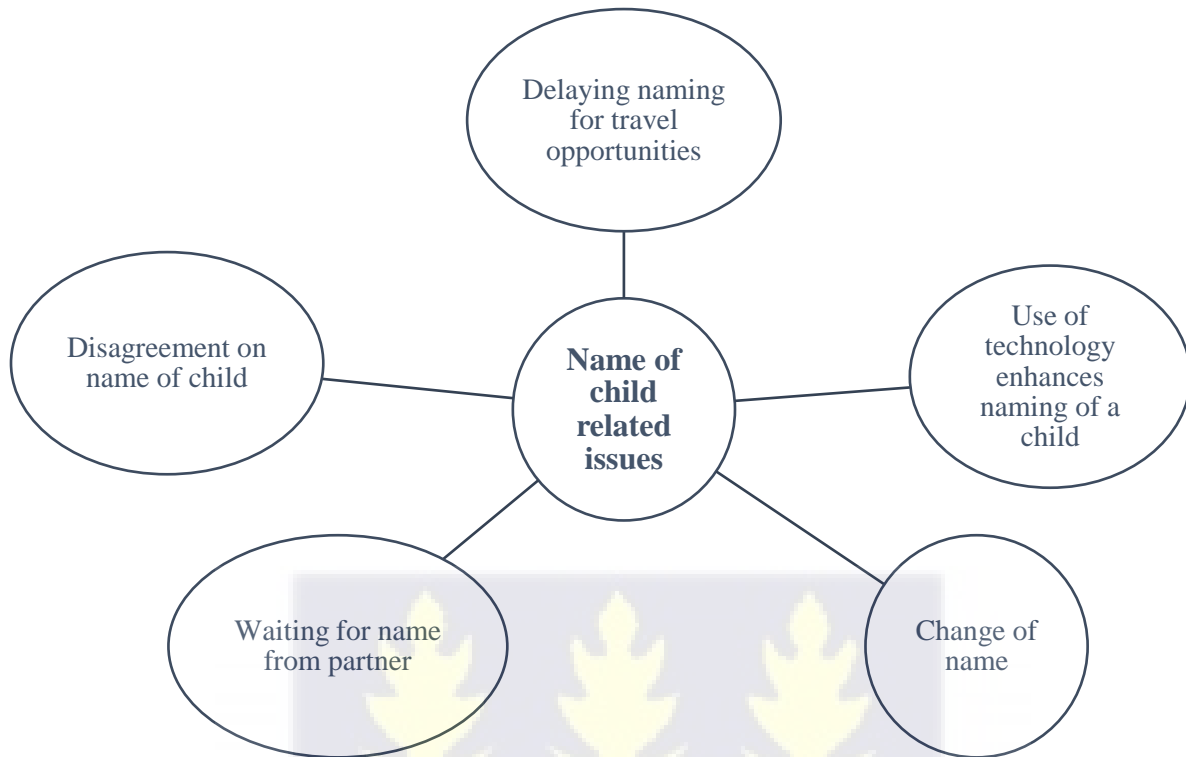 Delaying naming
for travel
opportunities
Disagreement on
name of child
Name of
child
related
issues
Use of
technology
enhances
naming of a
child
Waiting for name
from partner
Change of
name